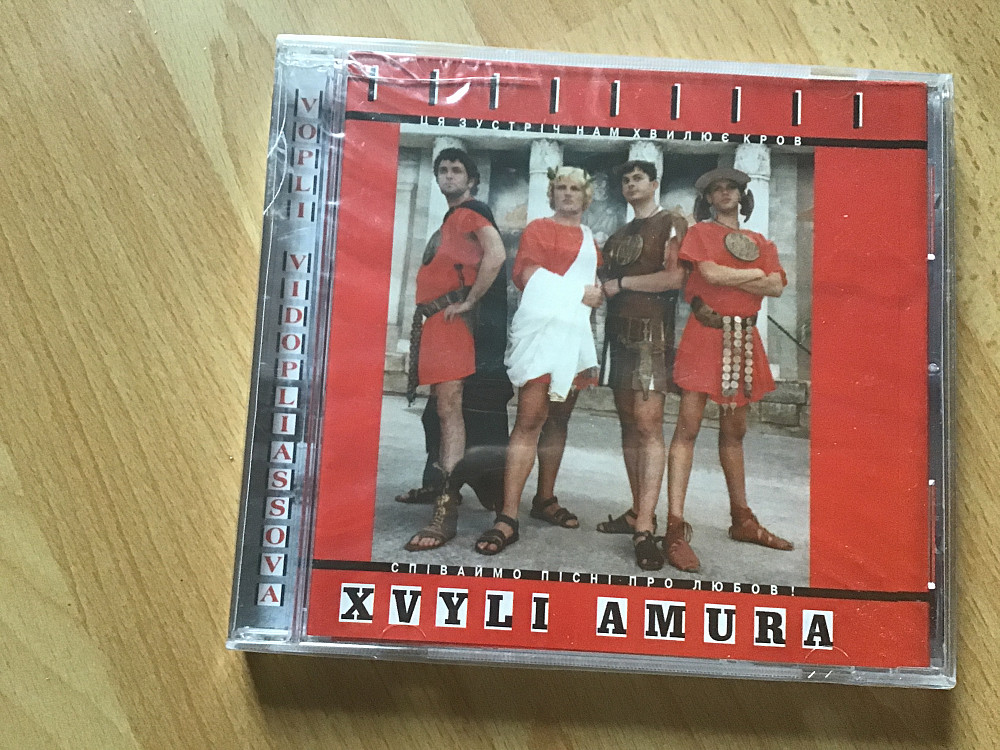 VOPLI VIDOPLIASSOVA
ЦЯ ЗУСТРІЧ НАМ ХВИЛЮЄ КРОВ
СПІВАЙМО ПІСНІ ПРО ЛЮБОВ!
XVYLI AMURA